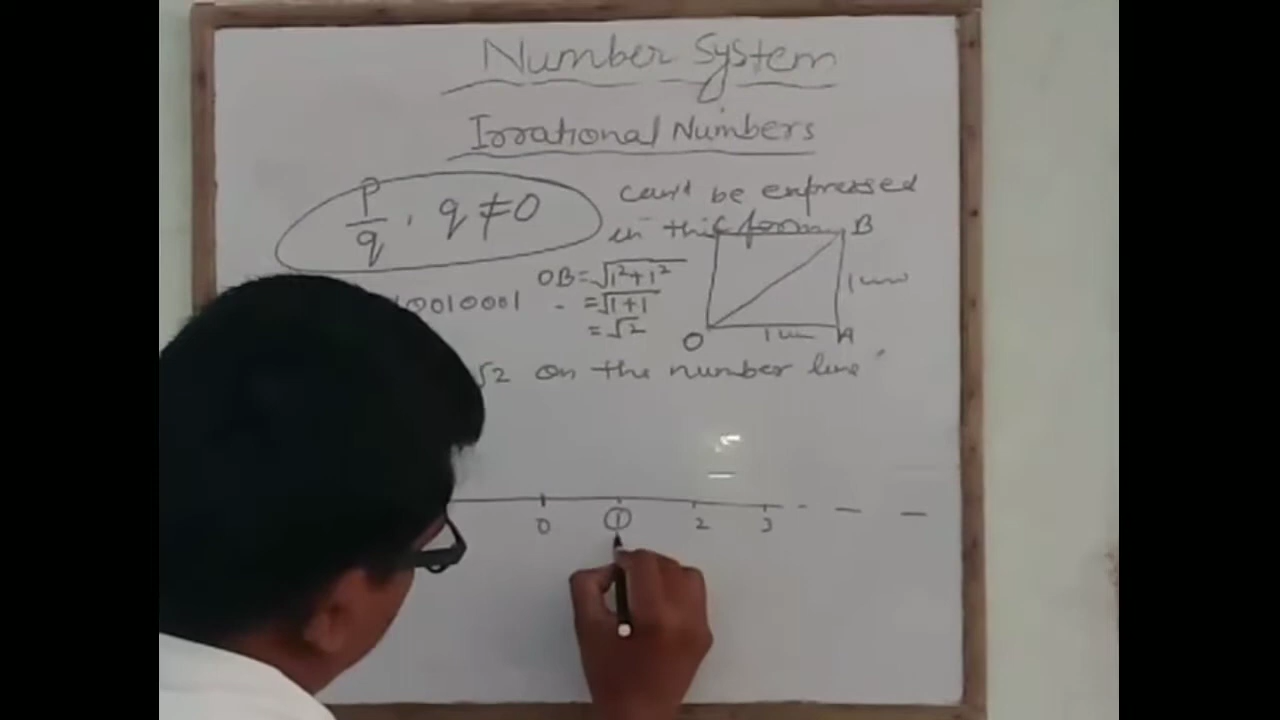 Number System
Irrational Numbers
p/q , q ≠ 0 can't be expressed
in this form
C B
OB = √1²+1²
= √1+1
= √2
1 cm
O 1 cm A
10010001
√2 on the number line"
0 1 2 3 - - -